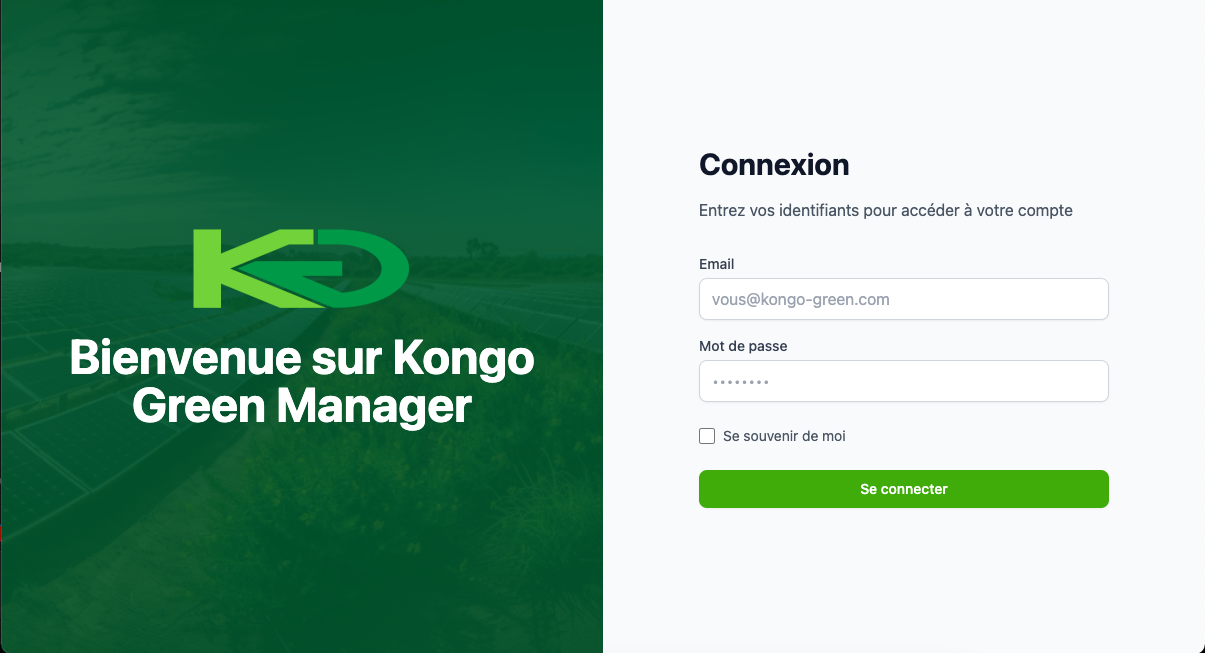 Bienvenue sur Kongo
Green Manager
Connexion
Entrez vos identifiants pour accéder à votre compte
Email
vous@kongo-green.com
Mot de passe
••••••••
Se souvenir de moi
Se connecter